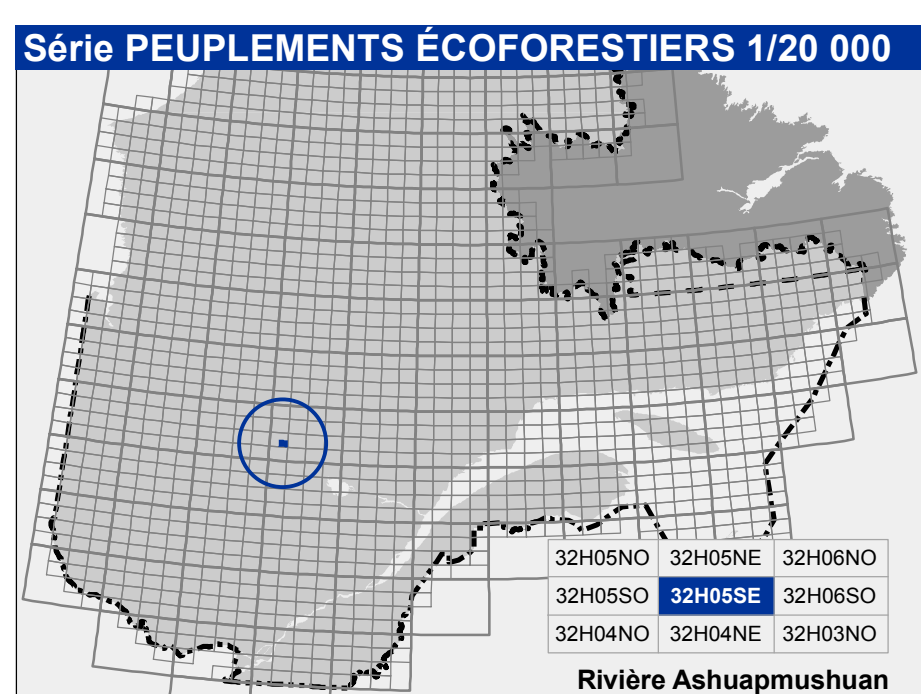 Série PEUPLEMENTS ÉCOFORESTIERS 1/20 000
32H05NO 32H05NE 32H06NO
32H05SO 32H05SE 32H06SO
32H04NO 32H04NE 32H03NO
Rivière Ashuapmushuan